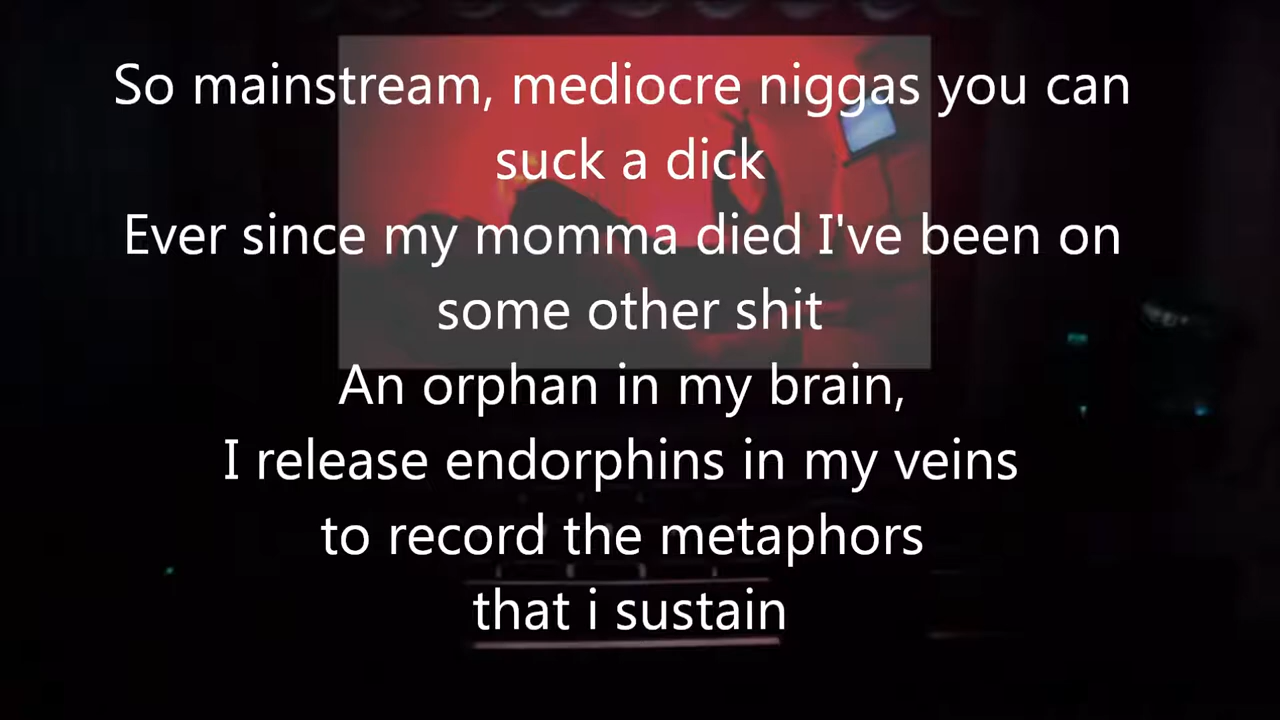 So mainstream, mediocre niggas you can
suck a dick
Ever since my momma died I've been on
some other shit
An orphan in my brain,
I release endorphins in my veins
to record the metaphors
that i sustain